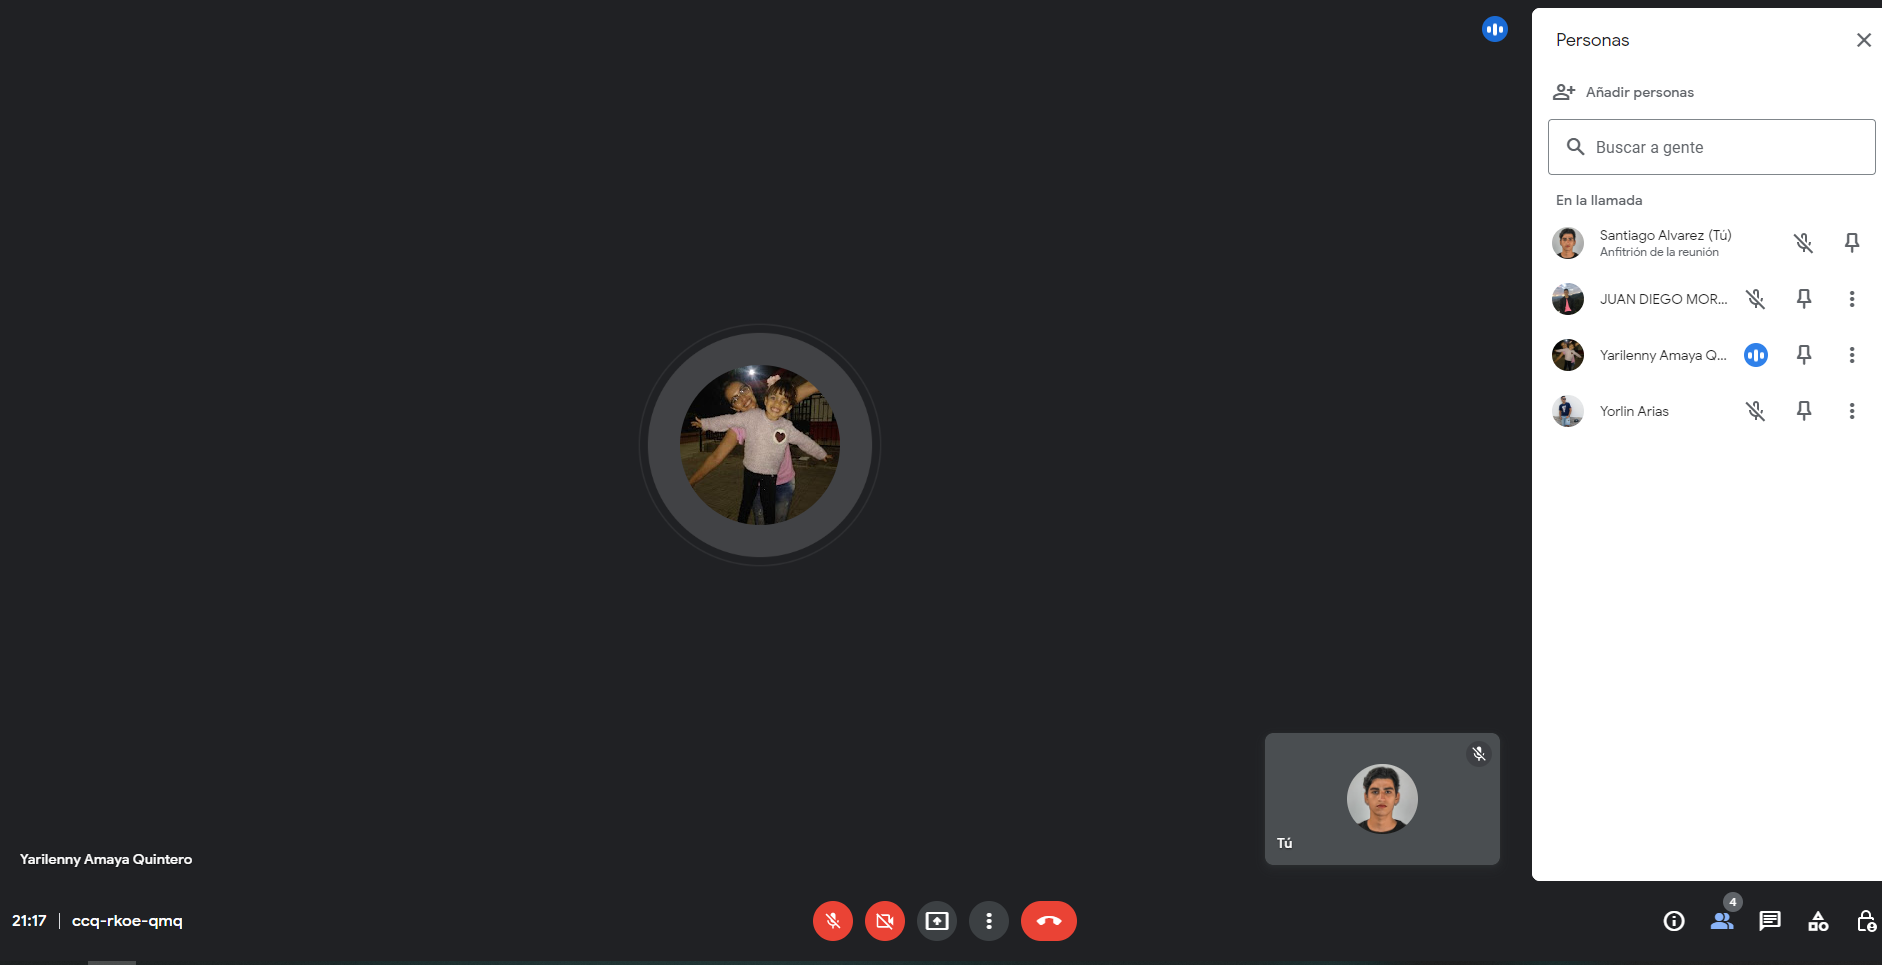 Personas
Añadir personas
Buscar a gente
En la llamada
Santiago Alvarez (Tú)
Anfitrión de la reunión
JUAN DIEGO MOR...
Yarilenny Amaya Q...
Yorlin Arias
Tú
Yarilenny Amaya Quintero
21:17 | ccq-rkoe-qmq
4